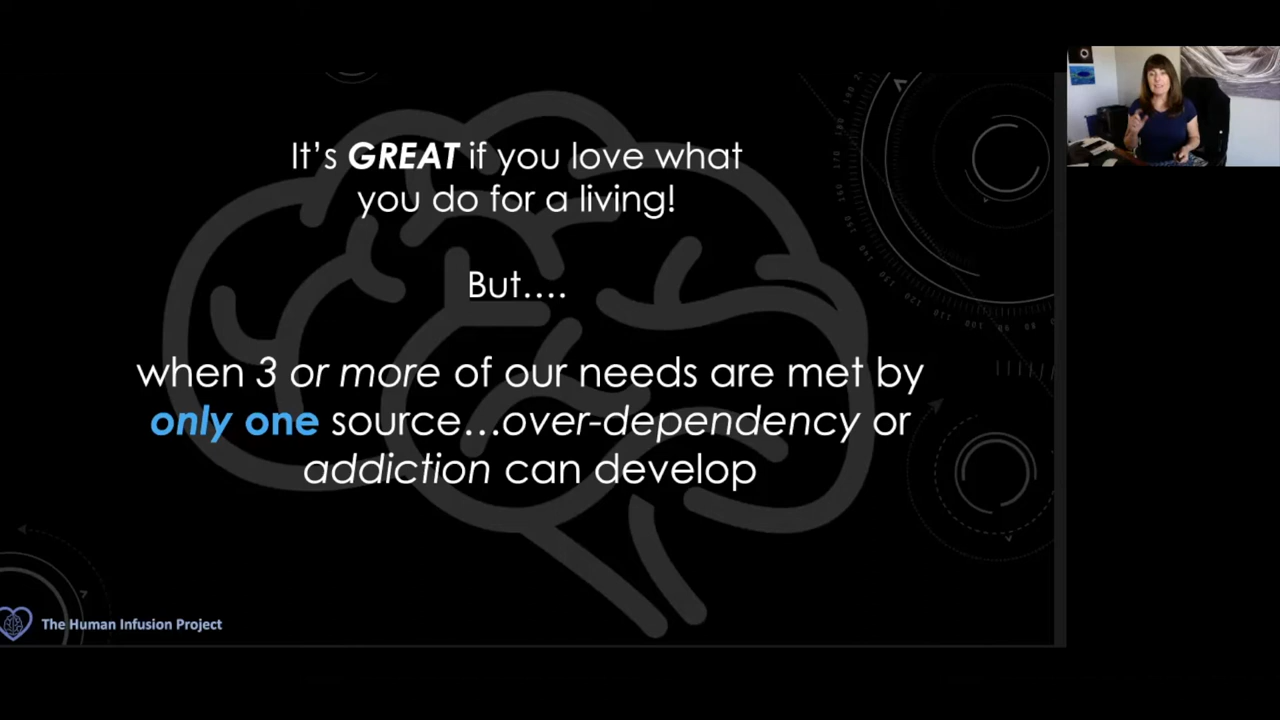 It's GREAT if you love what
you do for a living!
But....
when 3 or more of our needs are met by
only one source...over-dependency or
addiction can develop
The Human Infusion Project